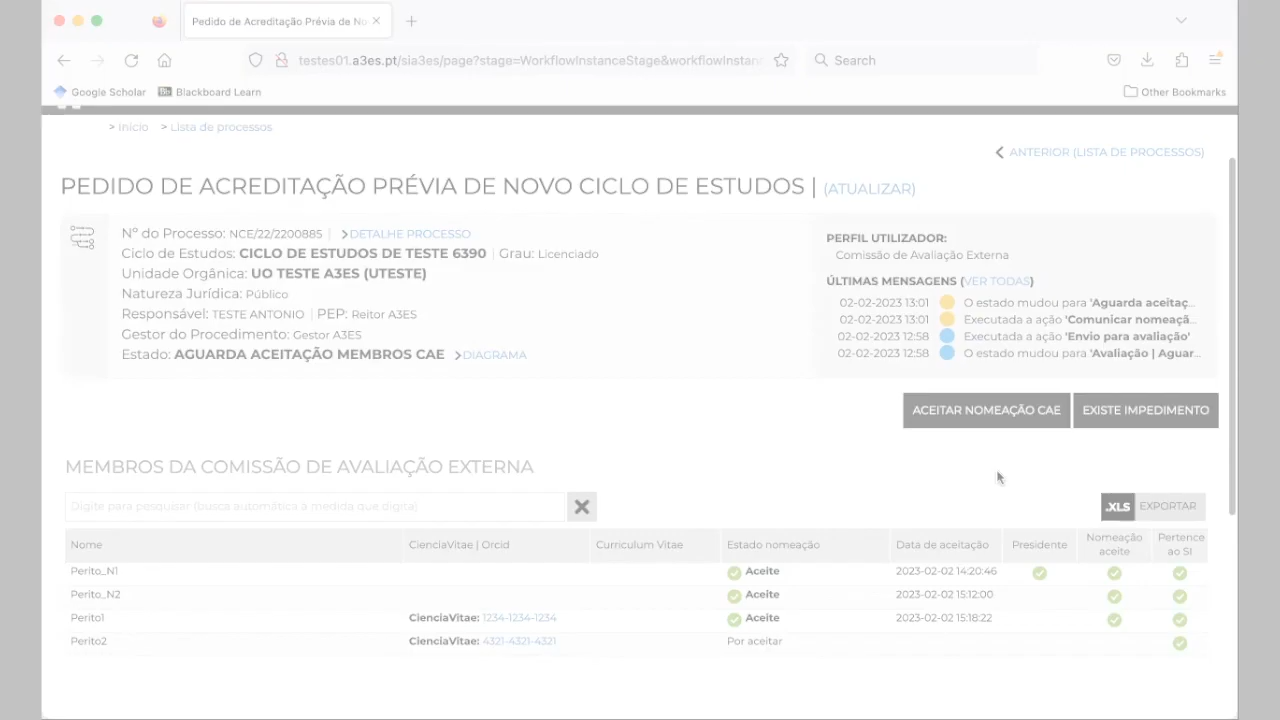 Pedido de Acreditação Prévia de No
testes01.a3es.pt/sia3es/page?stage=WorkflowInstanceStage&workflowInstanc
Search
Google Scholar
Blackboard Learn
Other Bookmarks
> Início > Lista de processos
ANTERIOR (LISTA DE PROCESSOS)
PEDIDO DE ACREDITAÇÃO PRÉVIA DE NOVO CICLO DE ESTUDOS | (ATUALIZAR)
Nº do Processo: NCE/22/2200885 | DETALHE PROCESSO
Ciclo de Estudos: CICLO DE ESTUDOS DE TESTE 6390 | Grau: Licenciado
Unidade Orgânica: UO TESTE A3ES (UTESTE)
Natureza Jurídica: Público
Responsável: TESTE ANTONIO | PEP: Reitor A3ES
Gestor do Procedimento: Gestor A3ES
Estado: AGUARDA ACEITAÇÃO MEMBROS CAE DIAGRAMA
PERFIL UTILIZADOR:
Comissão de Avaliação Externa
ÚLTIMAS MENSAGENS (VER TODAS)
02-02-2023 13:01 O estado mudou para 'Aguarda aceitaç...
02-02-2023 13:01 Executada a ação 'Comunicar nomeaçã...
02-02-2023 12:58 Executada a ação 'Envio para avaliação'
02-02-2023 12:58 O estado mudou para 'Avaliação | Aguar...
ACEITAR NOMEAÇÃO CAE
EXISTE IMPEDIMENTO
MEMBROS DA COMISSÃO DE AVALIAÇÃO EXTERNA
Digite para pesquisar (busca automática à medida que digita)
.XLS EXPORTAR
Nome CienciaVitae | Orcid Curriculum Vitae Estado nomeação Data de aceitação Presidente Nomeação aceite Pertence ao SI
Perito_N1 Aceite 2023-02-02 14:20:46
Perito_N2 Aceite 2023-02-02 15:12:00
Perito1 CienciaVitae: 1234-1234-1234 Aceite 2023-02-02 15:18:22
Perito2 CienciaVitae: 4321-4321-4321 Por aceitar